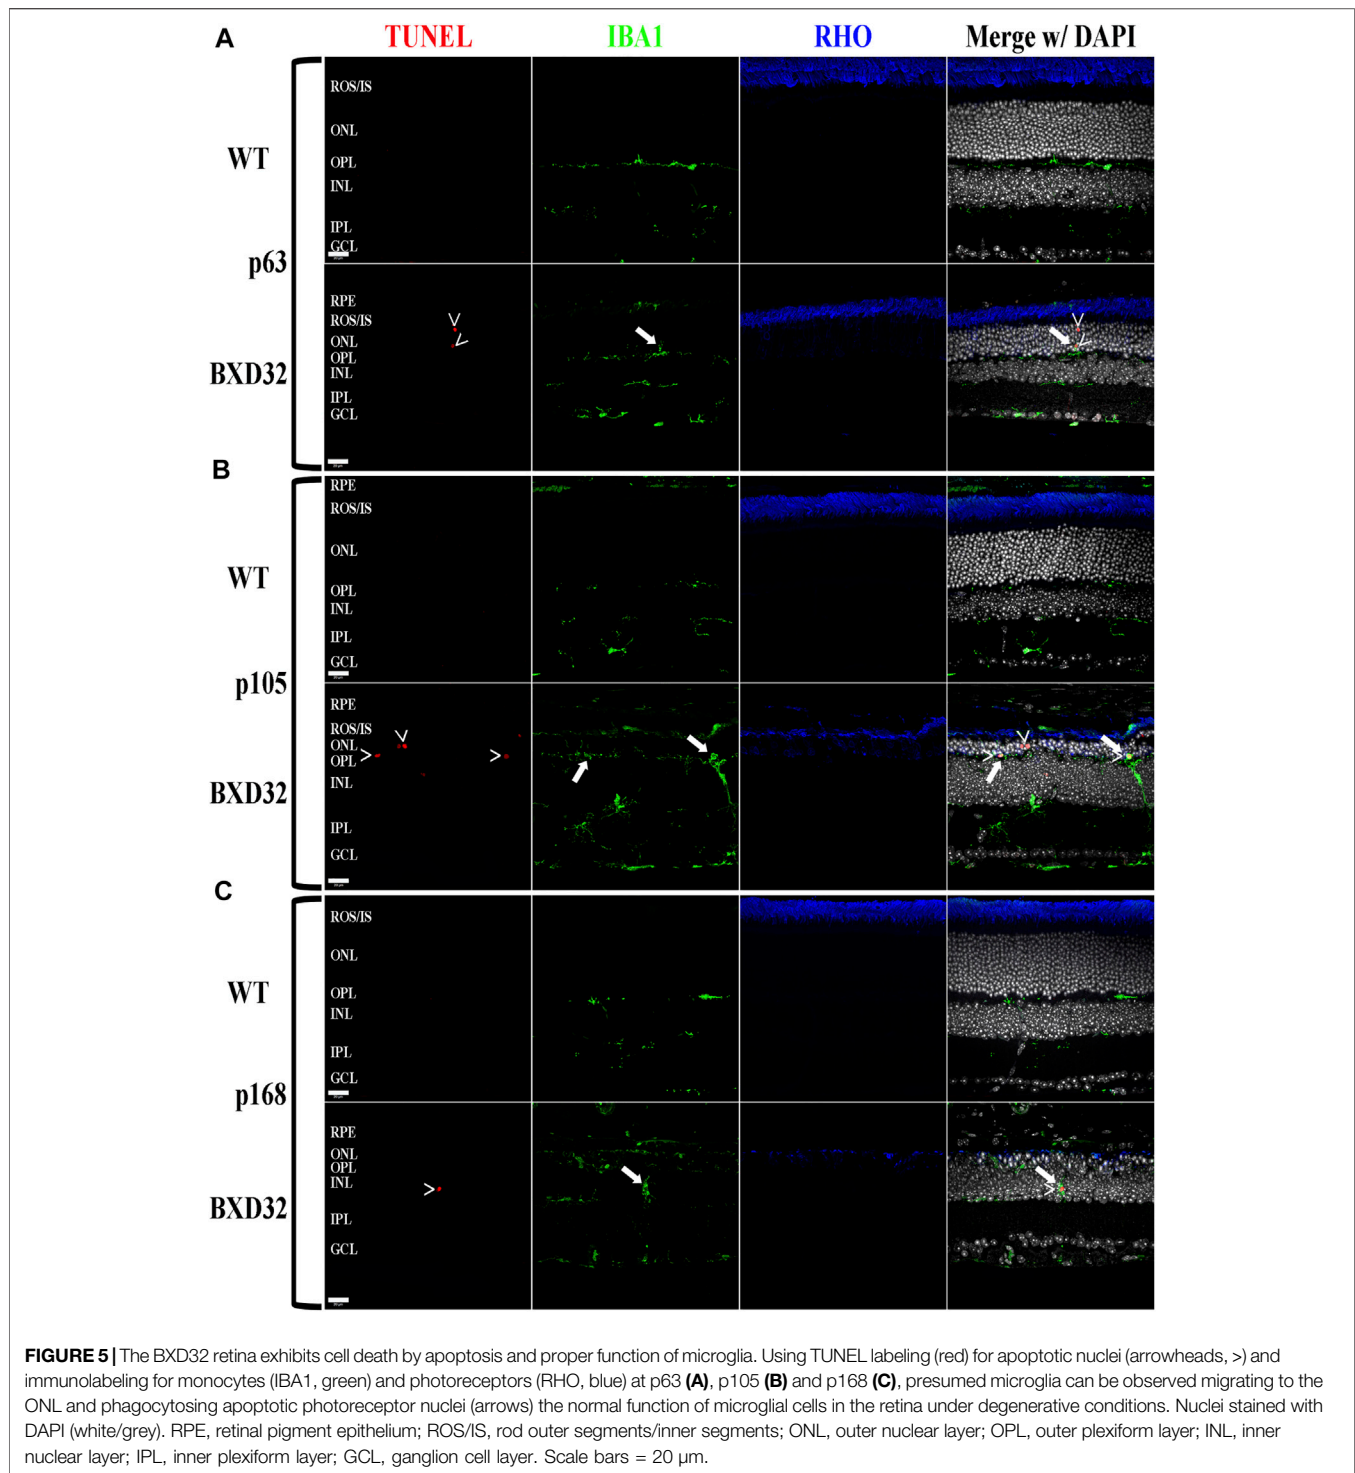 A
TUNEL IBA1 RHO Merge w/ DAPI
ROS/IS
ONL
WT
OPL
INL
IPL
GCL
p63
RPE
ROS/IS
ONL
OPL
BXD32
INL
IPL
GCL
B
RPE
ROS/IS
ONL
WT
OPL
INL
IPL
GCL
p105
RPE
ROS/IS
ONL
OPL
INL
BXD32
IPL
GCL
C
ROS/IS
ONL
WT
OPL
INL
IPL
GCL
p168
RPE
ONL
OPL
INL
BXD32
IPL
GCL
FIGURE 5 | The BXD32 retina exhibits cell death by apoptosis and proper function of microglia. Using TUNEL labeling (red) for apoptotic nuclei (arrowheads, >) and
immunolabeling for monocytes (IBA1, green) and photoreceptors (RHO, blue) at p63 (A), p105 (B) and p168 (C), presumed microglia can be observed migrating to the
ONL and phagocytosing apoptotic photoreceptor nuclei (arrows) the normal function of microglial cells in the retina under degenerative conditions. Nuclei stained with
DAPI (white/grey). RPE, retinal pigment epithelium; ROS/IS, rod outer segments/inner segments; ONL, outer nuclear layer; OPL, outer plexiform layer; INL, inner
nuclear layer; IPL, inner plexiform layer; GCL, ganglion cell layer. Scale bars = 20 µm.